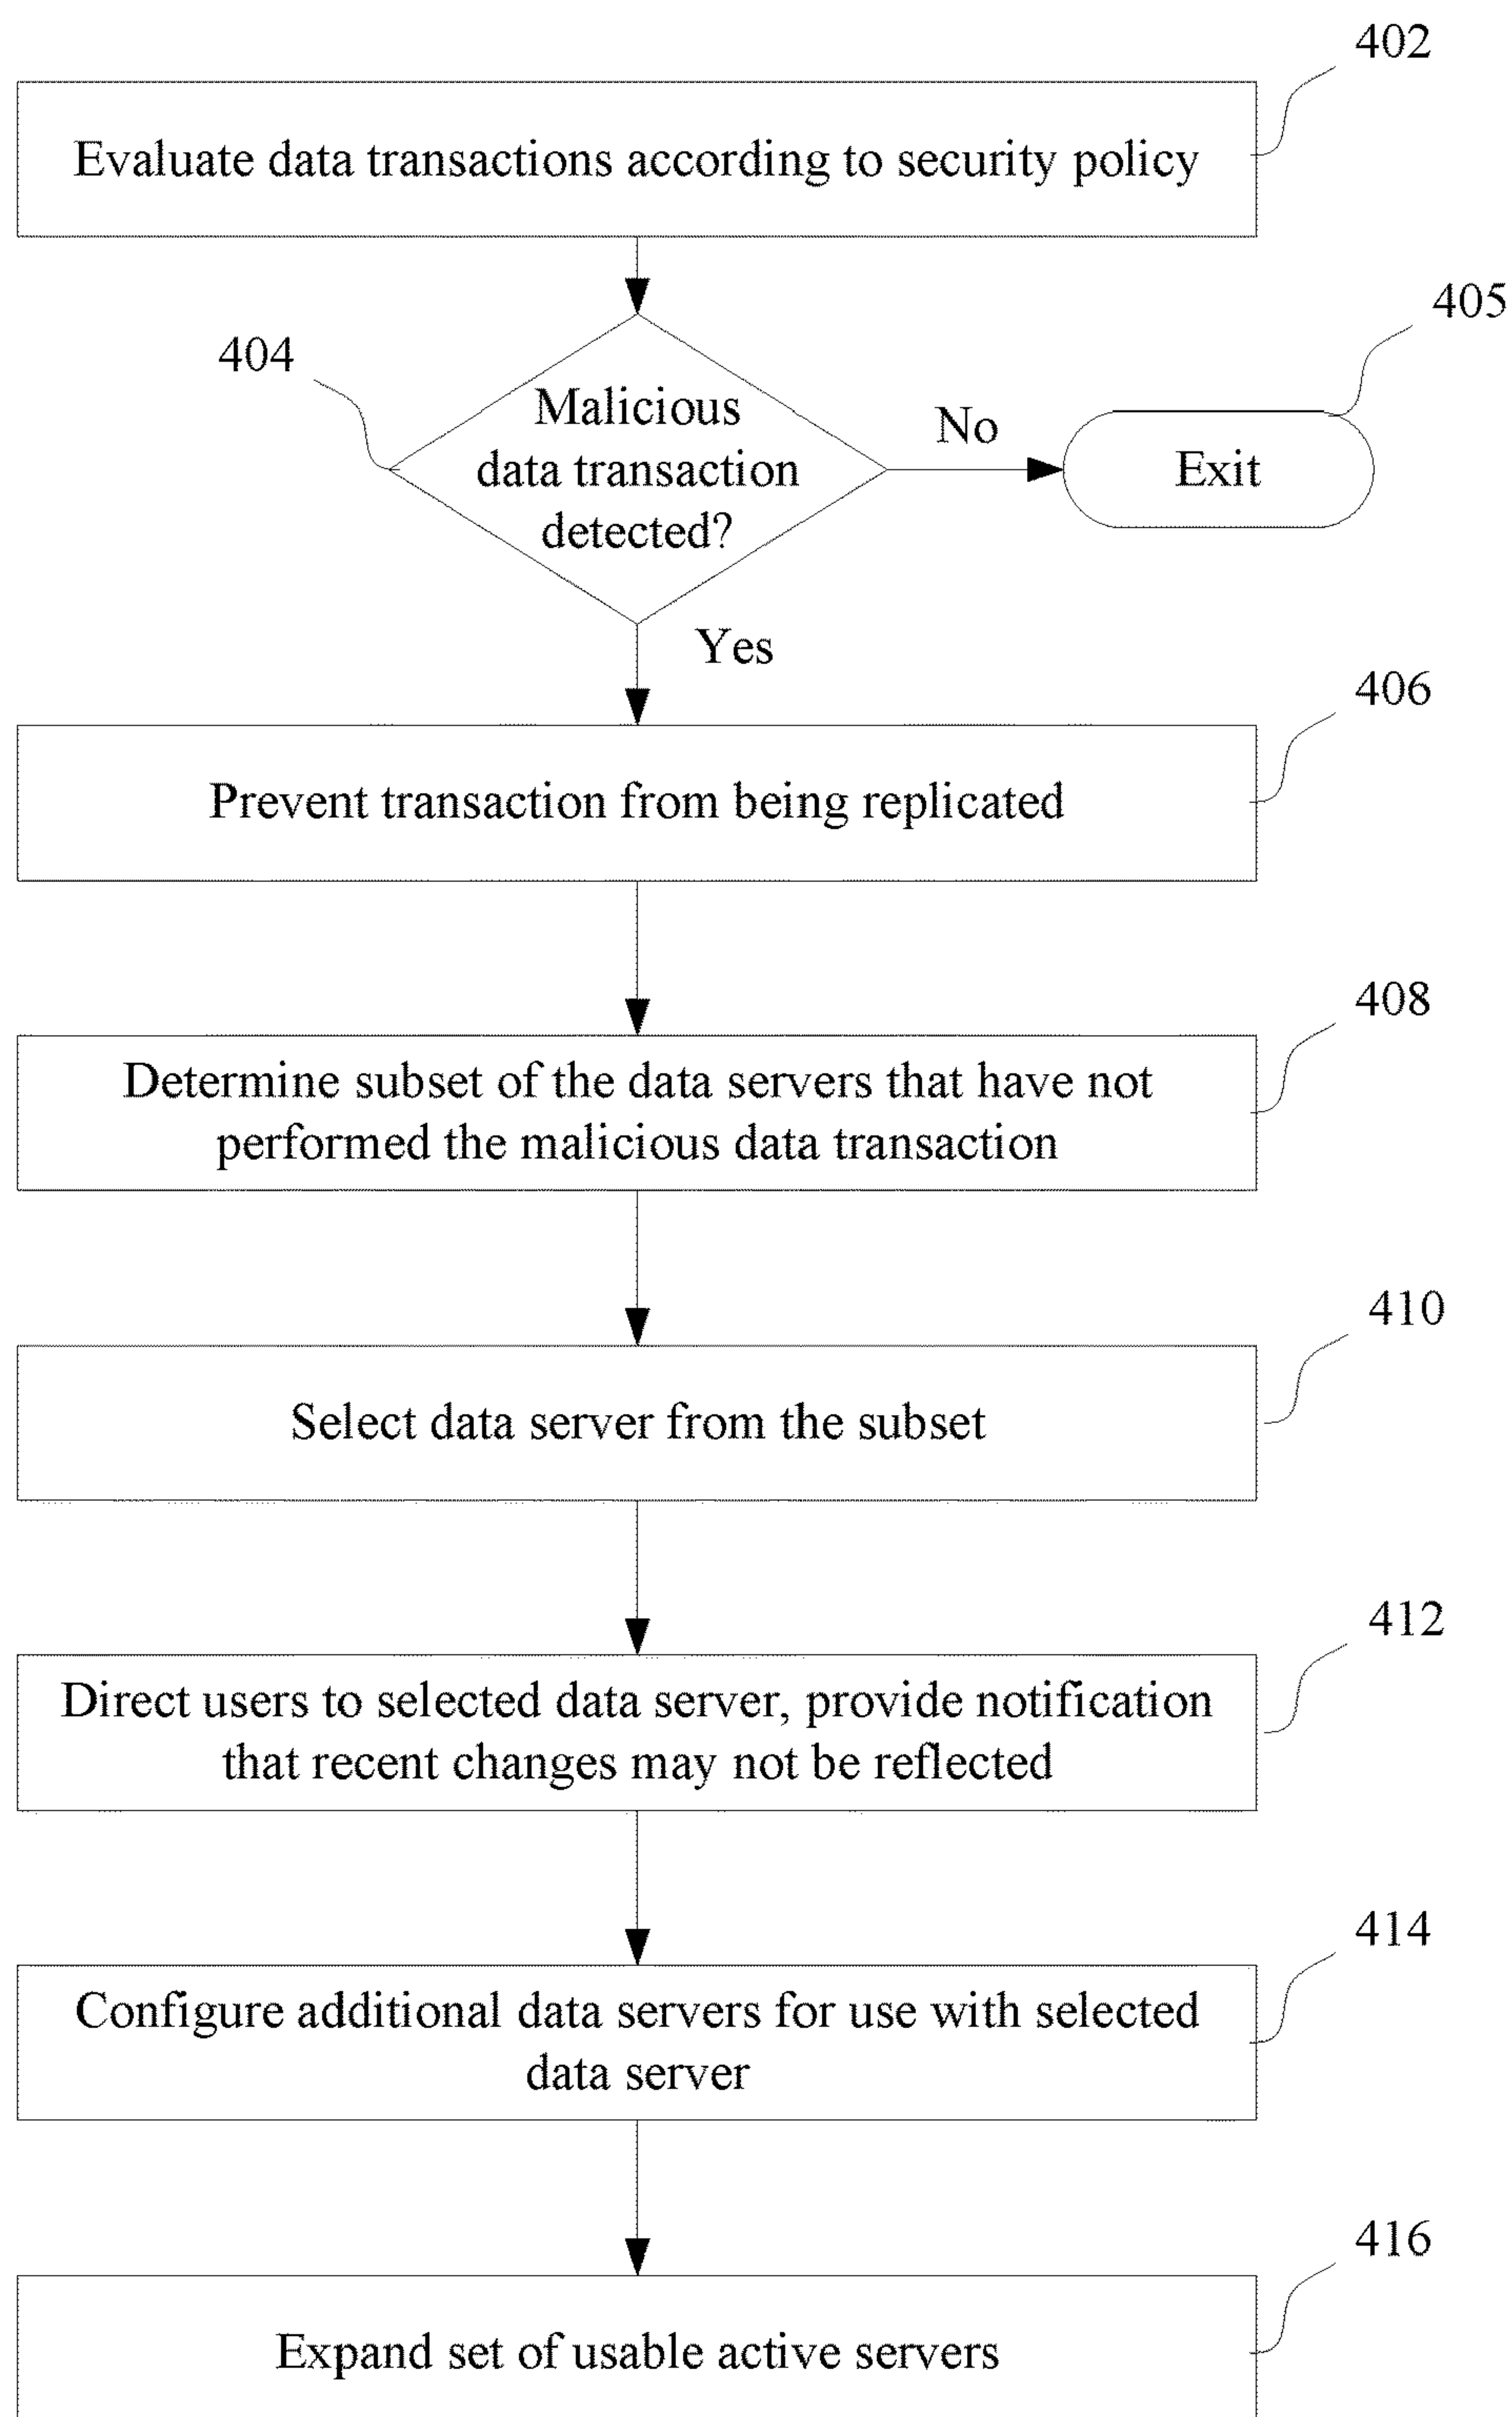 402
Evaluate data transactions according to security policy
405
404
Malicious
data transaction
detected?
No
Exit
Yes
406
Prevent transaction from being replicated
408
Determine subset of the data servers that have not
performed the malicious data transaction
410
Select data server from the subset
412
Direct users to selected data server, provide notification
that recent changes may not be reflected
414
Configure additional data servers for use with selected
data server
416
Expand set of usable active servers